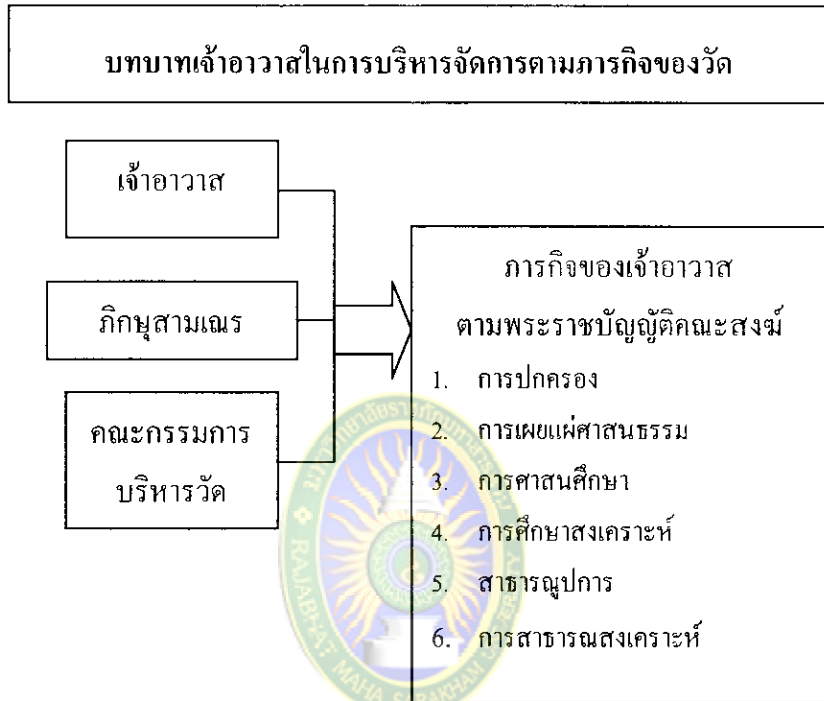 บทบาทเจ้าอาวาสในการบริหารจัดการตามภารกิจของวัด
เจ้าอาวาส
ภิกษุสามเณร
คณะกรรมการ
บริหารวัด
ภารกิจของเจ้าอาวาส
ตามพระราชบัญญัติคณะสงฆ์
1. การปกครอง
2. การเผยแผ่ศาสนธรรม
3. การศาสนศึกษา
4. การศึกษาสงเคราะห์
5. สาธารณูปการ
6. การสาธารณสงเคราะห์
RAJABHAT MAHA SARAKHAM